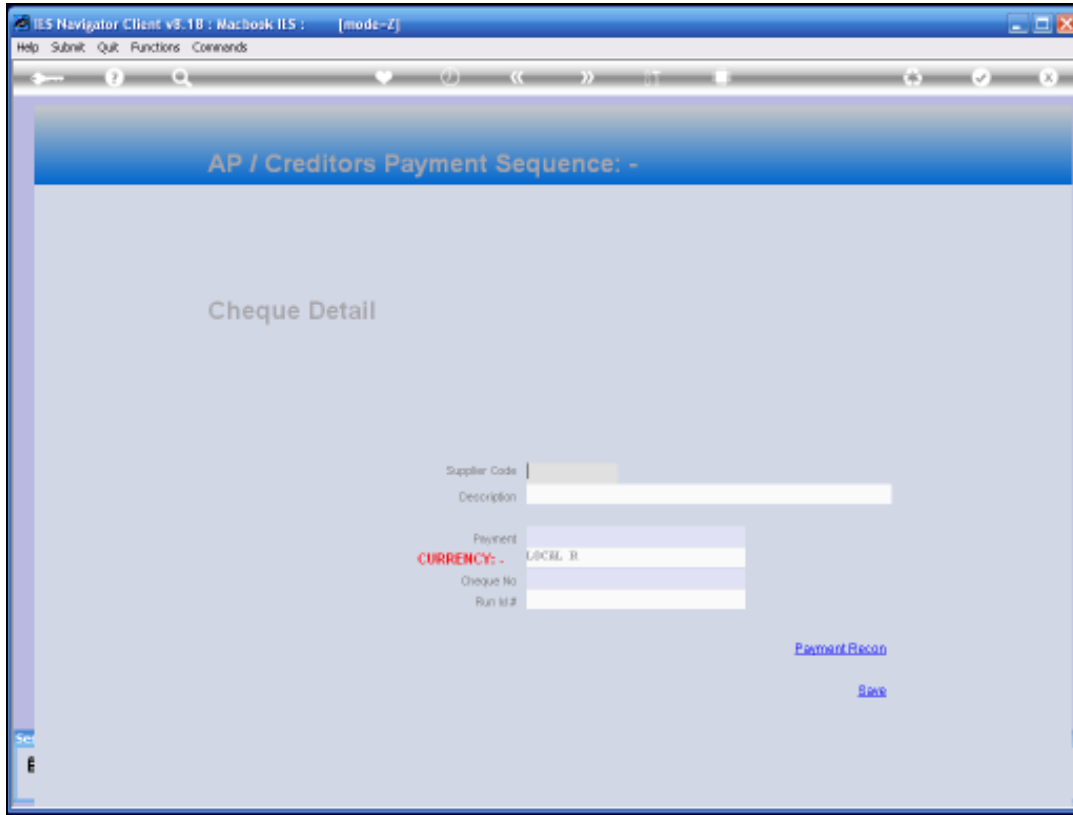 IES Navigator Client v8.18 : Macbook IES : [mode=Z]
Help Submit Quit Functions Commands
AP / Creditors Payment Sequence: -
Cheque Detail
Supplier Code
Description
Payment
CURRENCY: - LOCAL R
Cheque No
Run Id #
Payment Recon
Save